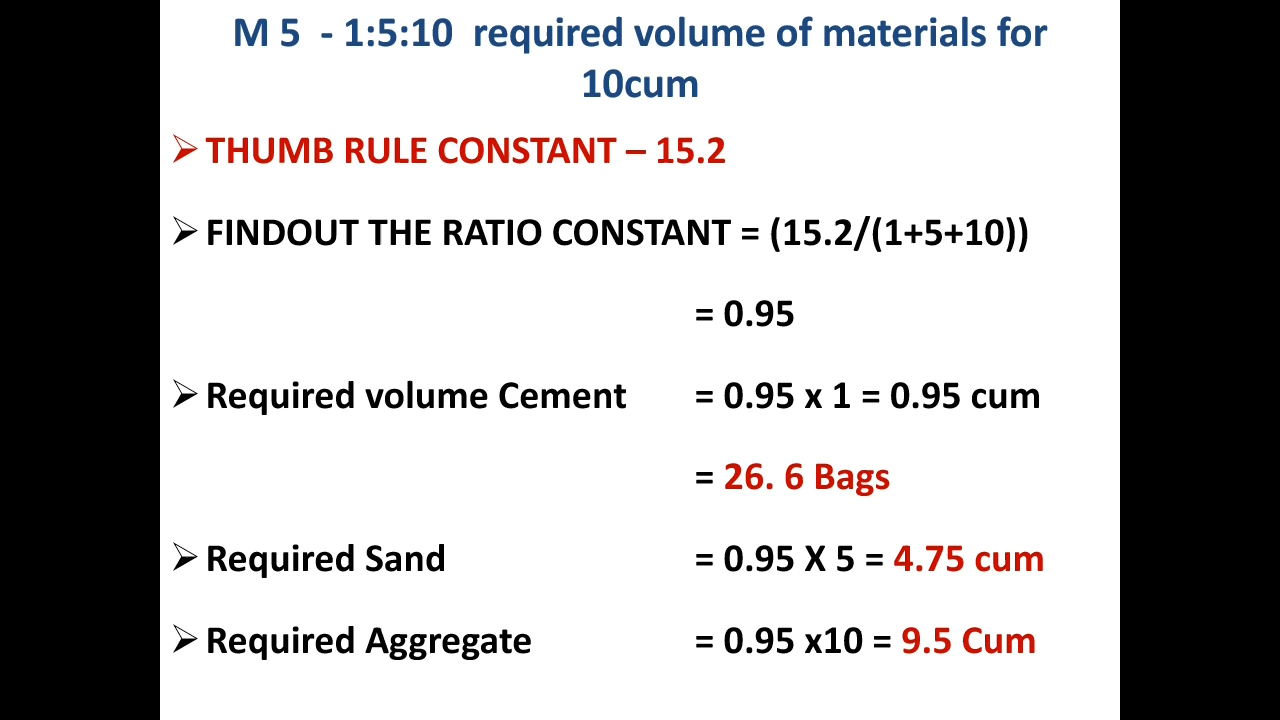 M 5 - 1:5:10 required volume of materials for
10cum
➢ THUMB RULE CONSTANT – 15.2
➢ FINDOUT THE RATIO CONSTANT = (15.2/(1+5+10))
= 0.95
➢ Required volume Cement = 0.95 x 1 = 0.95 cum
= 26. 6 Bags
➢ Required Sand = 0.95 X 5 = 4.75 cum
➢ Required Aggregate = 0.95 x10 = 9.5 Cum